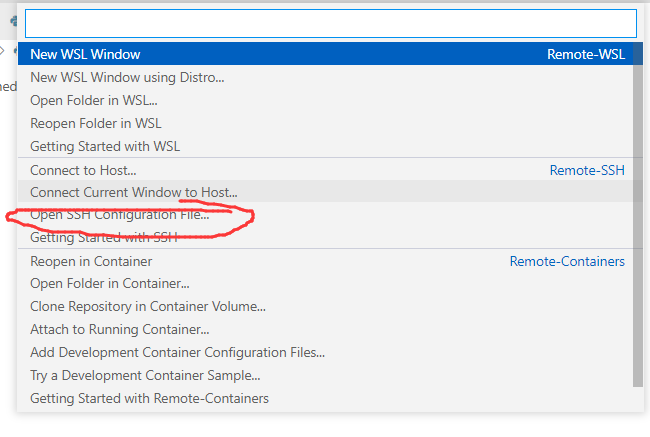 New WSL Window Remote-WSL
New WSL Window using Distro...
Open Folder in WSL...
Reopen Folder in WSL
Getting Started with WSL
Connect to Host... Remote-SSH
Connect Current Window to Host...
Open SSH Configuration File...
Getting Started with SSH
Reopen in Container Remote-Containers
Open Folder in Container...
Clone Repository in Container Volume...
Attach to Running Container...
Add Development Container Configuration Files...
Try a Development Container Sample...
Getting Started with Remote-Containers